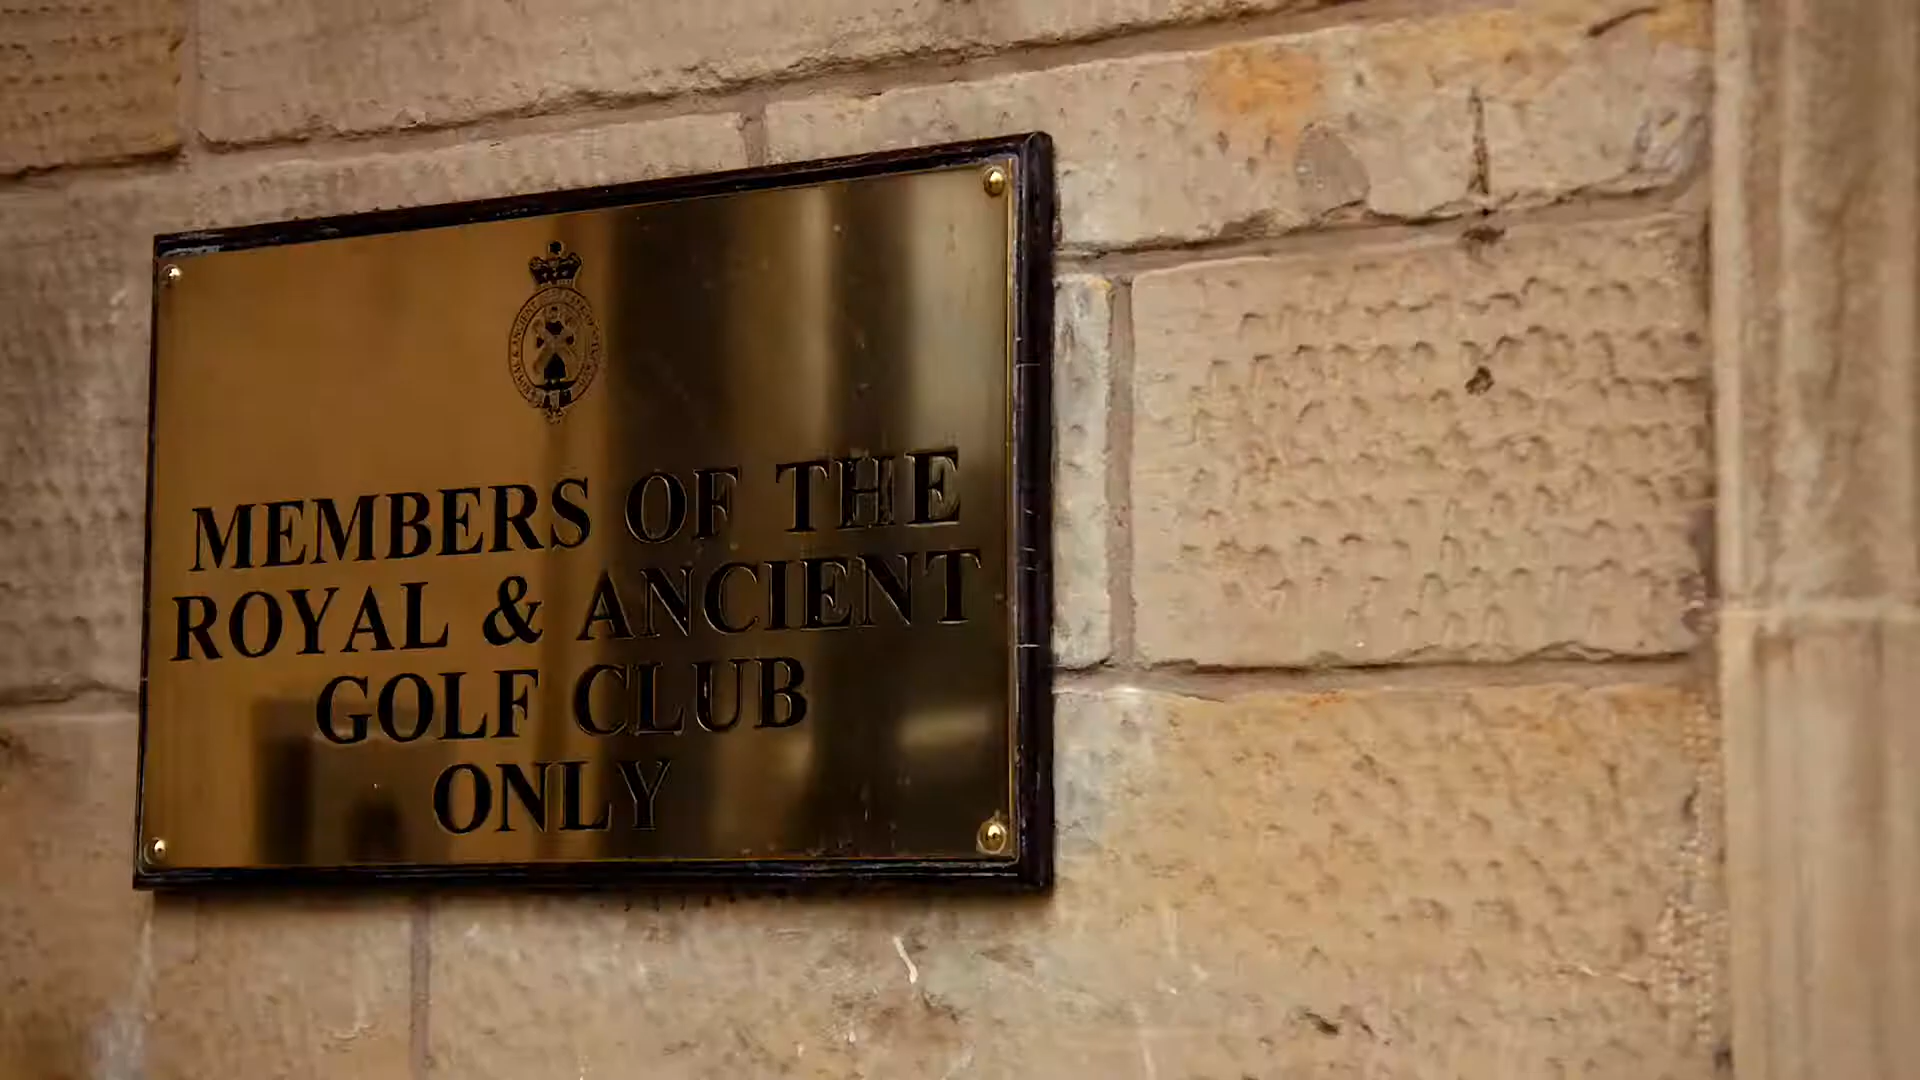 MEMBERS OF THE
ROYAL & ANCIENT
GOLF CLUB
ONLY